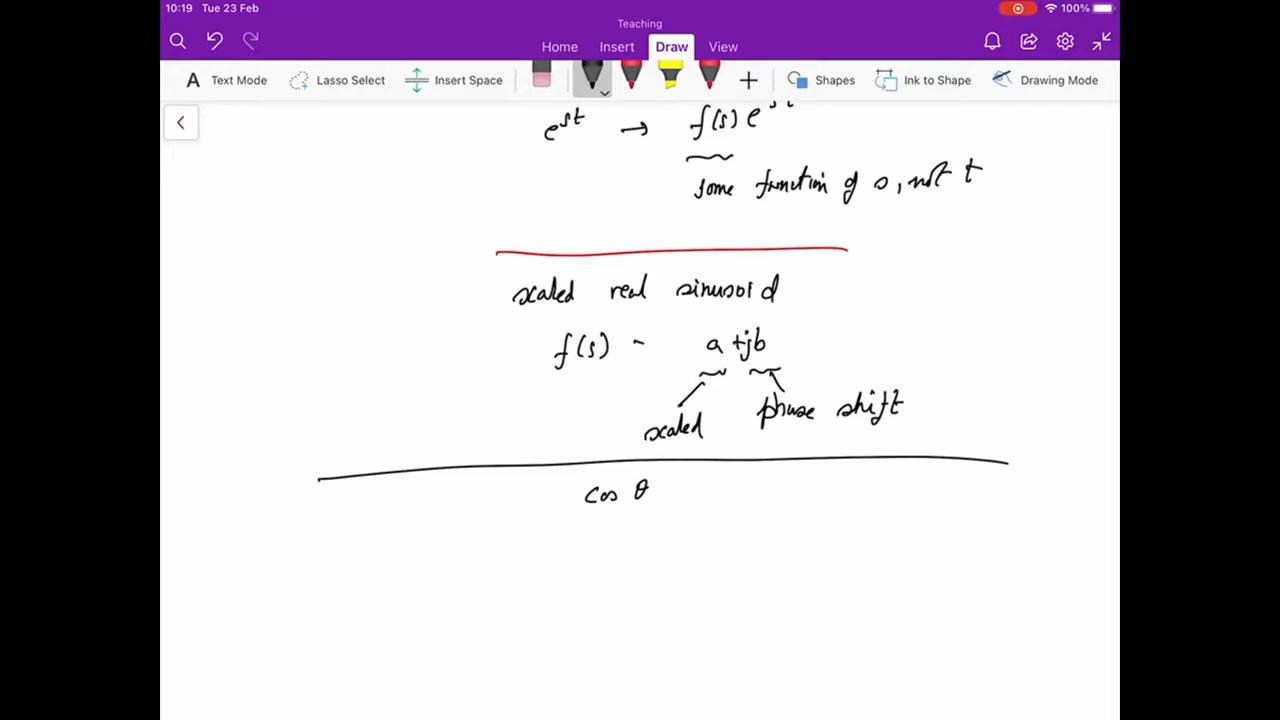 10:19 Tue 23 Feb 100%
Teaching
Home Insert Draw View
A Text Mode Lasso Select Insert Space Shapes Ink to Shape Drawing Mode
e^st → f(s) e^st
some function of s, not t
scaled real sinusoid
f(s) = a + jb
scaled phase shift
cos θ